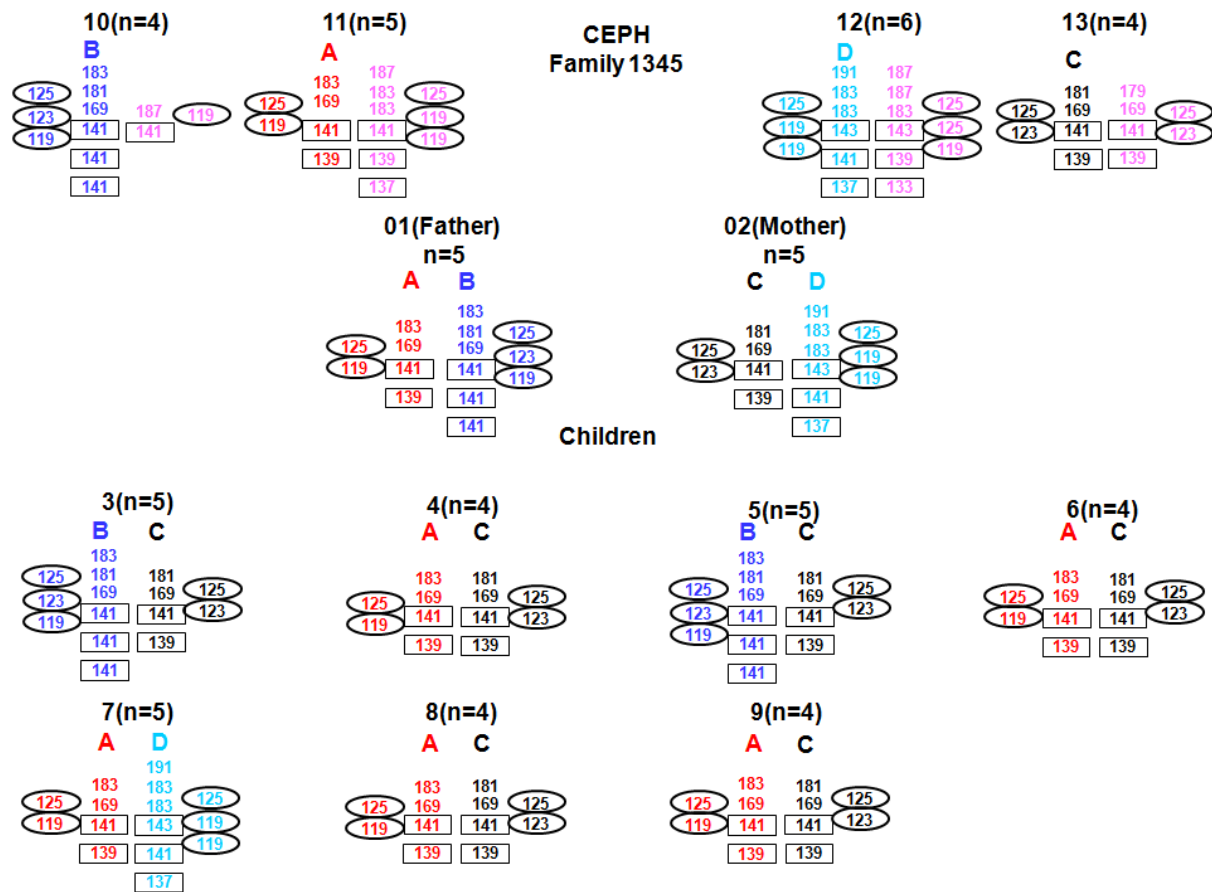 10(n=4)
B
183
125 181
123 169 187 119
119 141 141
141
141
11(n=5)
A
187
183 183 125
125 169 183 119
119 141 141 119
139 139
137
CEPH
Family 1345
12(n=6)
D
191 187
125 183 187 125
119 183 183 125
119 143 143 119
141 139
137 133
13(n=4)
C
181 179
125 169 169 125
123 141 141 123
139 139
01(Father)
n=5
A B
183
183 181 125
125 169 169 123
119 141 141 119
139 141
141
02(Mother)
n=5
C D
191
181 183 125
125 169 183 119
123 141 143 119
139 141
137
Children
3(n=5)
B C
183
125 181 181
123 169 169 125
119 141 141 123
141 139
141
4(n=4)
A C
183 181
125 169 169 125
119 141 141 123
139 139
5(n=5)
B C
183
125 181 181 125
123 169 169 123
119 141 141
141 139
141
6(n=4)
A C
183 181
125 169 169 125
119 141 141 123
139 139
7(n=5)
A D
191
183 183 125
125 169 183 119
119 141 143 119
139 141
137
8(n=4)
A C
183 181
125 169 169 125
119 141 141 123
139 139
9(n=4)
A C
183 181
125 169 169 125
119 141 141 123
139 139